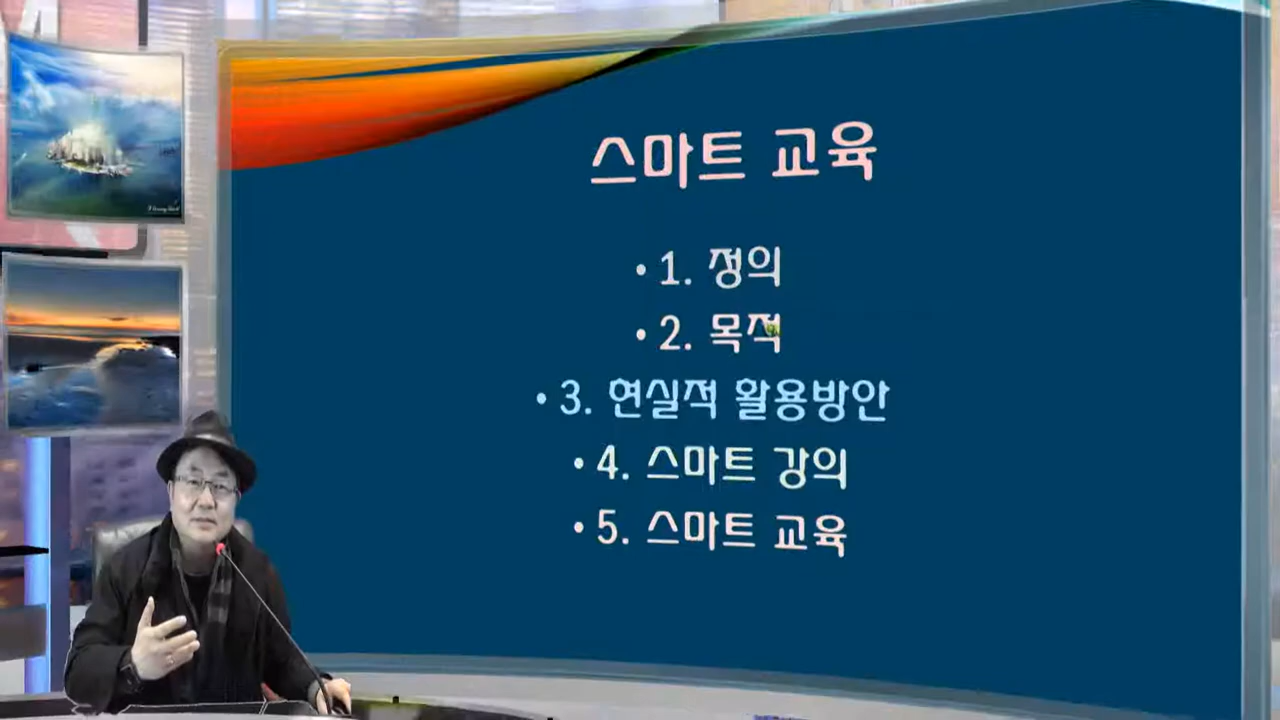 스마트 교육
• 1. 정의
• 2. 목적
• 3. 현실적 활용방안
• 4. 스마트 강의
• 5. 스마트 교육